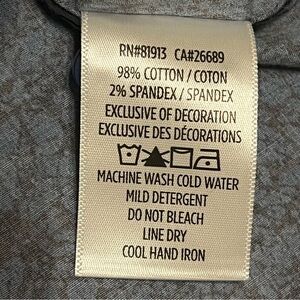 RN#81913 CA#26689
98% COTTON / COTON
2% SPANDEX / SPANDEX
EXCLUSIVE OF DECORATION
EXCLUSIVE DES DÉCORATIONS
MACHINE WASH COLD WATER
MILD DETERGENT
DO NOT BLEACH
LINE DRY
COOL HAND IRON